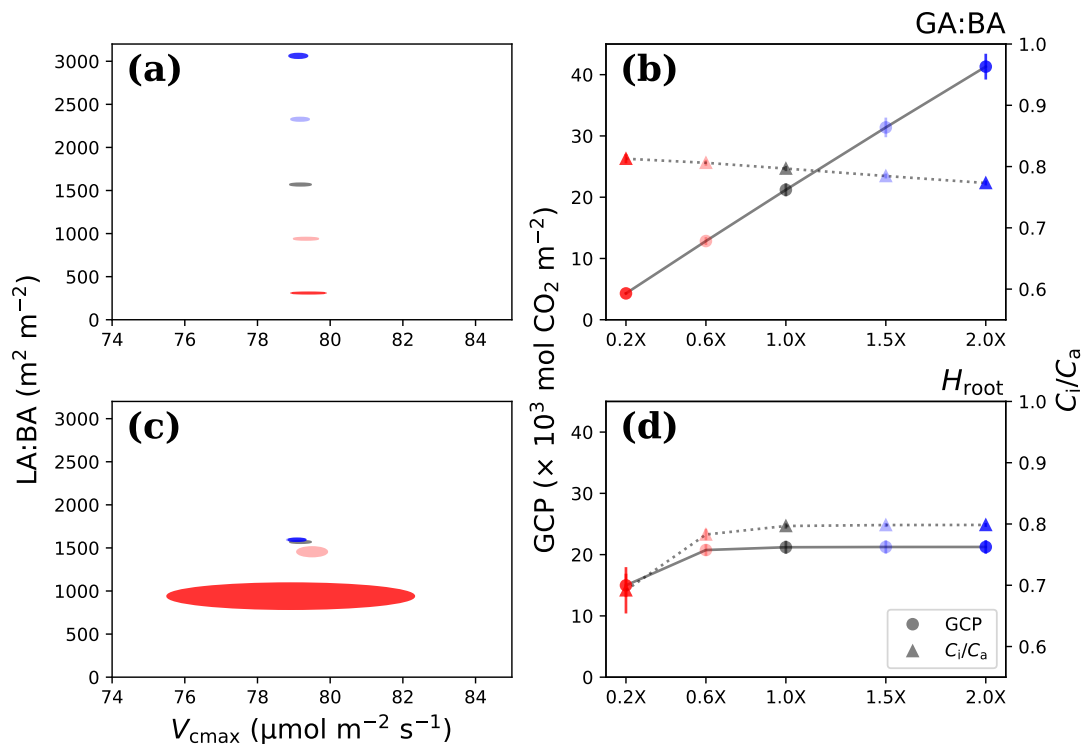 GA:BA
(a)
3000
2500
2000
1500
1000
500
0
74
76
78
80
82
84
(b)
40
30
20
10
0
1.0
0.9
0.8
0.7
0.6
0.2X
0.6X
1.0X
1.5X
2.0X
LA:BA (m² m⁻²)
GCP (× 10³ mol CO₂ m⁻²)
Cᵢ/Cₐ
H_root
(c)
3000
2500
2000
1500
1000
500
0
74
76
78
80
82
84
V_cmax (μmol m⁻² s⁻¹)
(d)
40
30
20
10
0
1.0
0.9
0.8
0.7
0.6
GCP
Cᵢ/Cₐ
0.2X
0.6X
1.0X
1.5X
2.0X